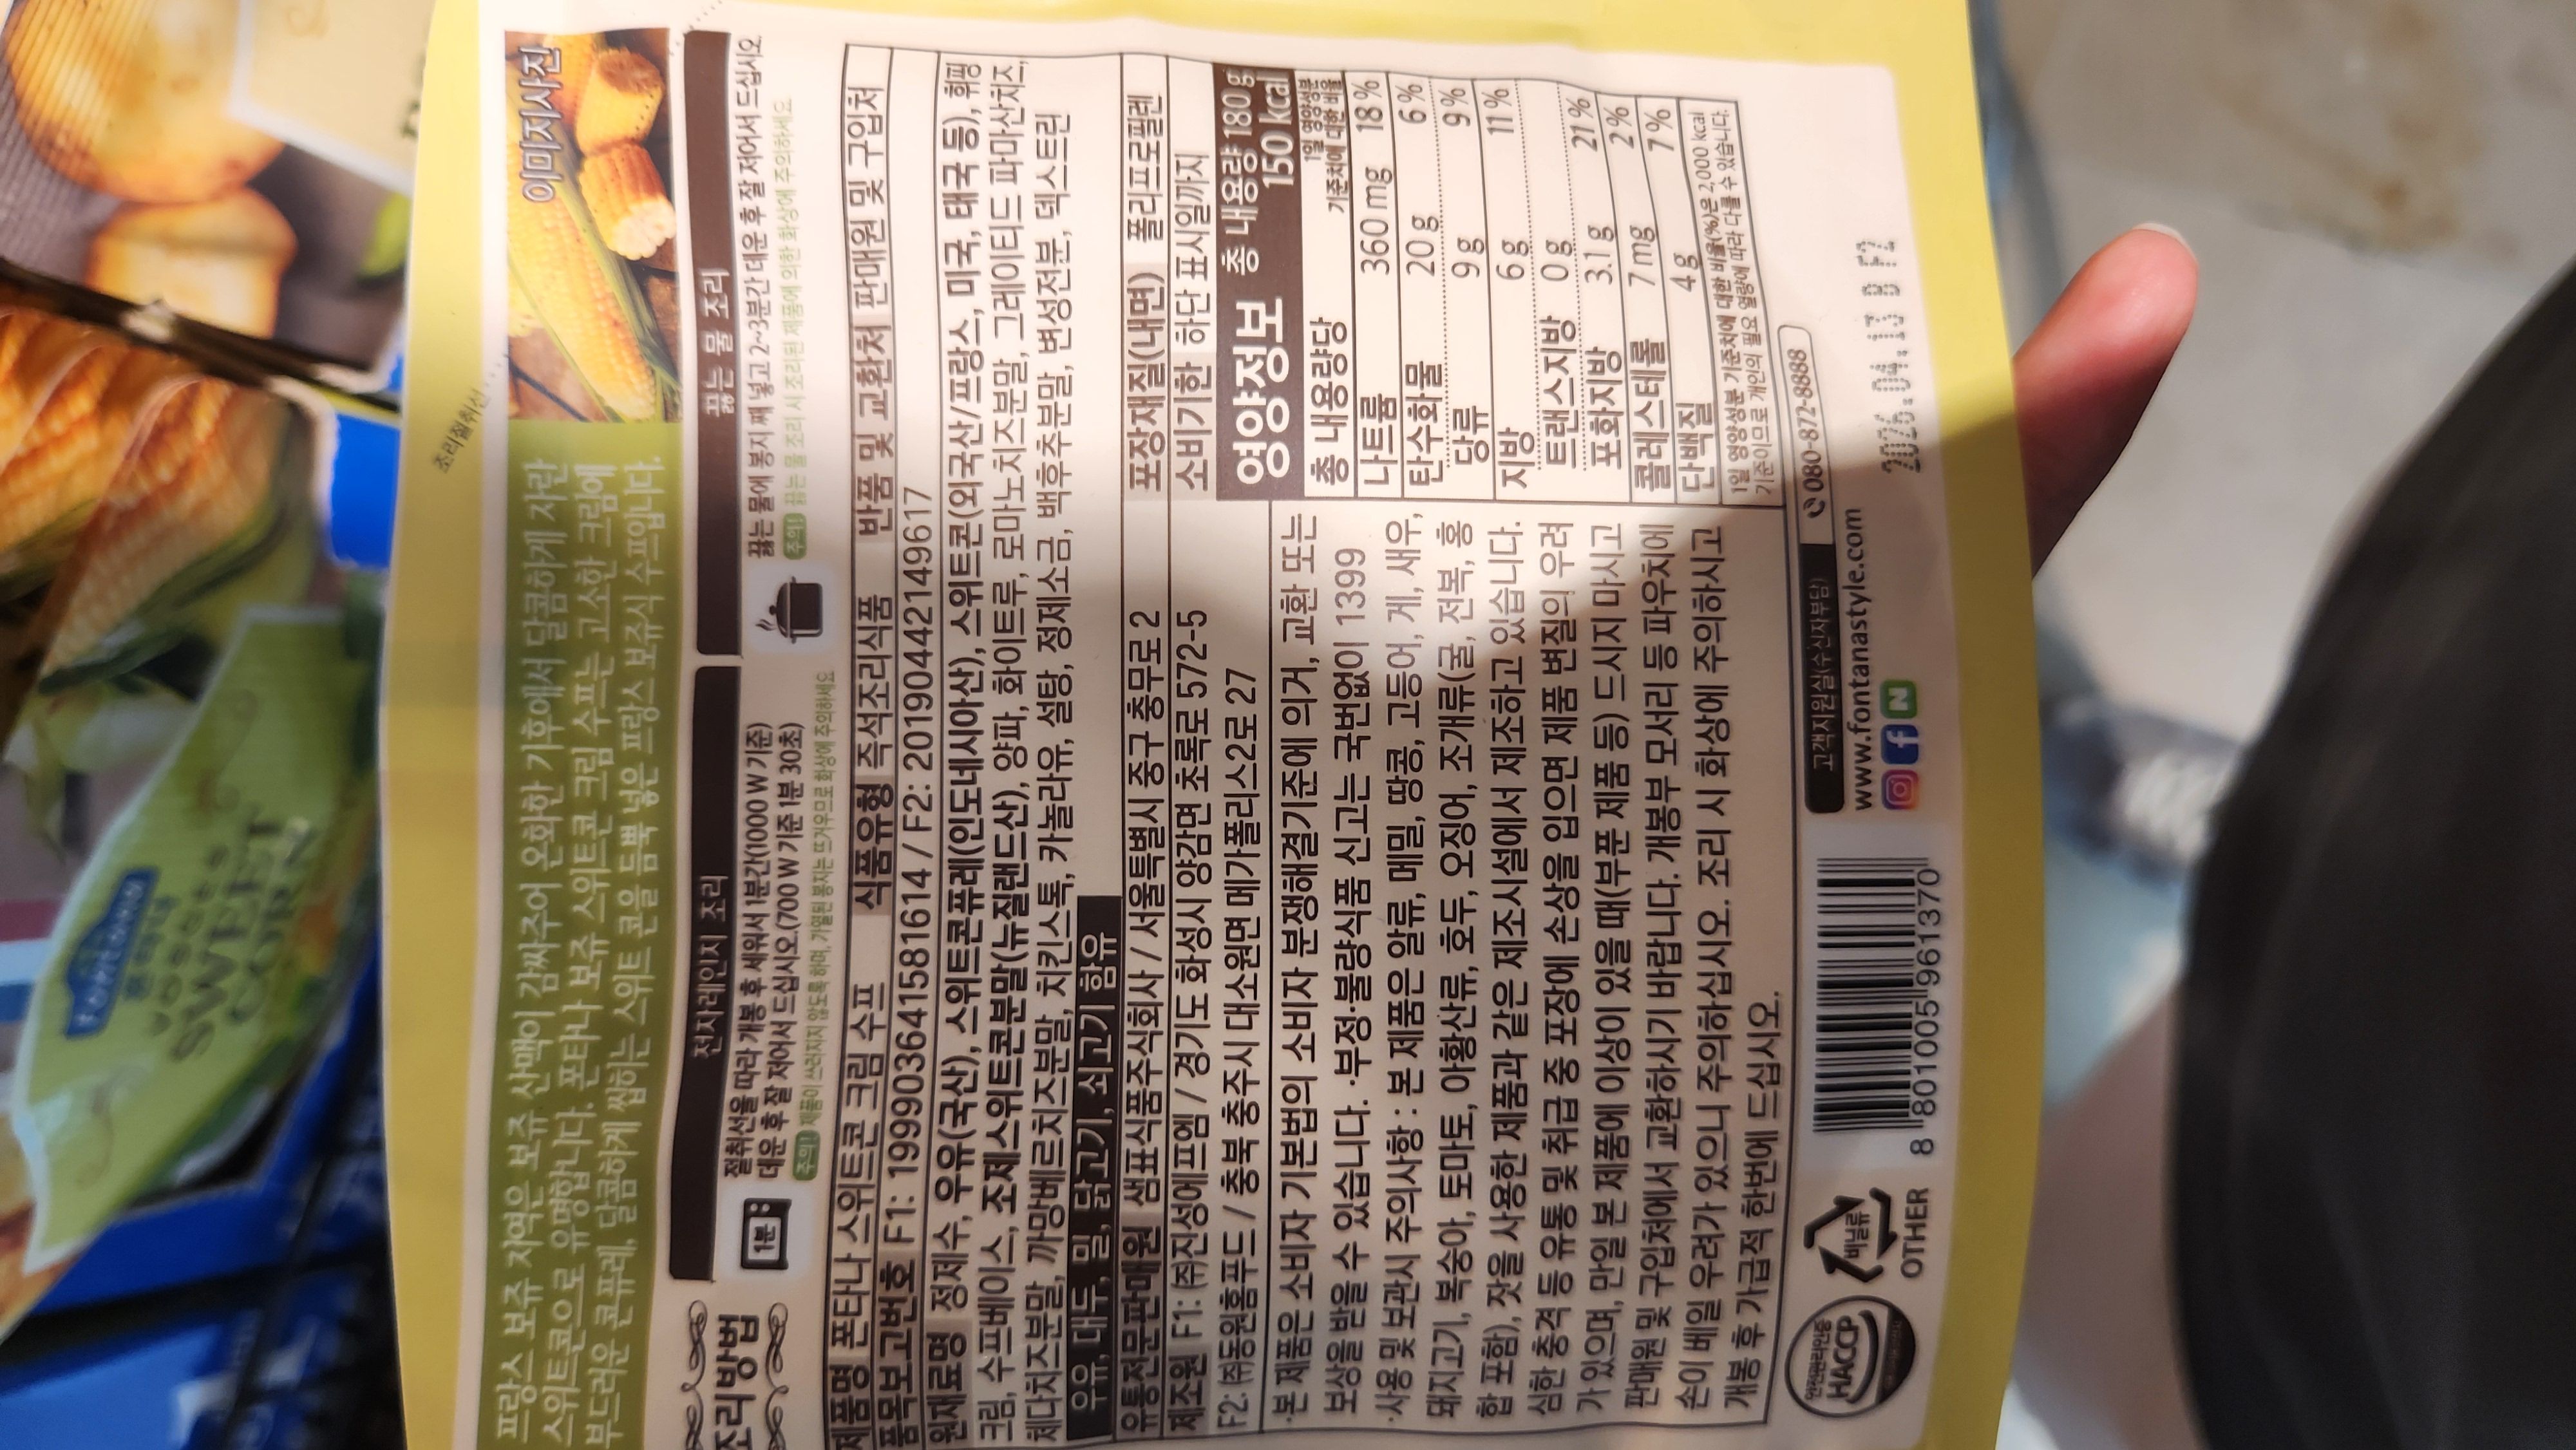 fontana
폰타나
VOSGES
SWEET
CORN
조리절취선
프랑스 보쥬 지역은 보쥬 산맥이 감싸주어 온화한 기후에서 달콤하게 자란
스위트콘으로 유명합니다. 폰타나 보쥬 스위트콘 크림 수프는 고소한 크림에
부드러운 콘퓨레, 달콤하게 씹히는 스위트 콘을 듬뿍 넣은 프랑스 보쥬식 수프입니다.
이미지사진
조리방법
전자레인지 조리
1분
절취선을 따라 개봉 후 세워서 1분간(1000 W 기준)
데운 후 잘 저어서 드십시오.(700 W 기준 1분 30초)
주의! 제품이 쓰러지지 않도록 하며, 가열된 봉지는 뜨거우므로 화상에 주의하세요
끓는 물 조리
끓는 물에 봉지 째 넣고 2~3분간 데운 후 잘 저어서 드십시오.
주의! 끓는 물 조리 시 조리된 제품에 의한 화상에 주의하세요
제품명 폰타나 스위트콘 크림 수프 식품유형 즉석조리식품 반품 및 교환처 판매원 및 구입처
품목보고번호 F1: 199903641581614 / F2: 20190442149617
원재료명 정제수, 우유(국산), 스위트콘퓨레(인도네시아산), 스위트콘(외국산/프랑스, 미국, 태국 등), 휘핑
크림, 수프베이스, 조제스위트콘분말(뉴질랜드산), 양파, 화이트루, 로마노치즈분말, 그레이티드 파마산치즈,
체다치즈분말, 까망베르치즈분말, 치킨스톡, 카놀라유, 설탕, 정제소금, 백후추분말, 변성전분, 덱스트린
우유, 대두, 밀, 닭고기, 쇠고기 함유
유통전문판매원 샘표식품주식회사 / 서울특별시 중구 충무로 2
포장재질(내면) 폴리프로필렌
제조원 F1: ㈜진성에프엠 / 경기도 화성시 양감면 초록로 572-5
소비기한 하단 표시일까지
F2: ㈜동원홈푸드 / 충북 충주시 대소원면 메가폴리스2로 27
·본 제품은 소비자 기본법의 소비자 분쟁해결기준에 의거, 교환 또는
보상을 받을 수 있습니다. ·부정·불량식품 신고는 국번없이 1399
·사용 및 보관시 주의사항 : 본 제품은 알류, 메밀, 땅콩, 고등어, 게, 새우,
돼지고기, 복숭아, 토마토, 아황산류, 호두, 오징어, 조개류(굴, 전복, 홍
합 포함), 잣을 사용한 제품과 같은 제조시설에서 제조하고 있습니다.
심한 충격 등 유통 및 취급 중 포장에 손상을 입으면 제품 변질의 우려
가 있으며, 만일 본 제품에 이상이 있을 때(부푼 제품 등) 드시지 마시고
판매원 및 구입처에서 교환하시기 바랍니다. 개봉부 모서리 등 파우치에
손이 베일 우려가 있으니 주의하십시오. 조리 시 화상에 주의하시고
개봉 후 가급적 한번에 드십시오.
영양정보 총 내용량 180 g
150 kcal
총 내용량당 1일 영양성분
기준치에 대한 비율
나트륨 360 mg 18 %
탄수화물 20 g 6 %
당류 9 g 9 %
지방 6 g 11 %
트랜스지방 0 g
포화지방 3.1 g 21 %
콜레스테롤 7 mg 2 %
단백질 4 g 7 %
1일 영양성분 기준치에 대한 비율(%)은 2,000 kcal
기준이므로 개인의 필요 열량에 따라 다를 수 있습니다.
안전관리인증
HACCP
비닐류
OTHER
8 801005 961370
고객지원실(수신자부담) 080-872-8888
www.fontanastyle.com
2026.04.13 B F2